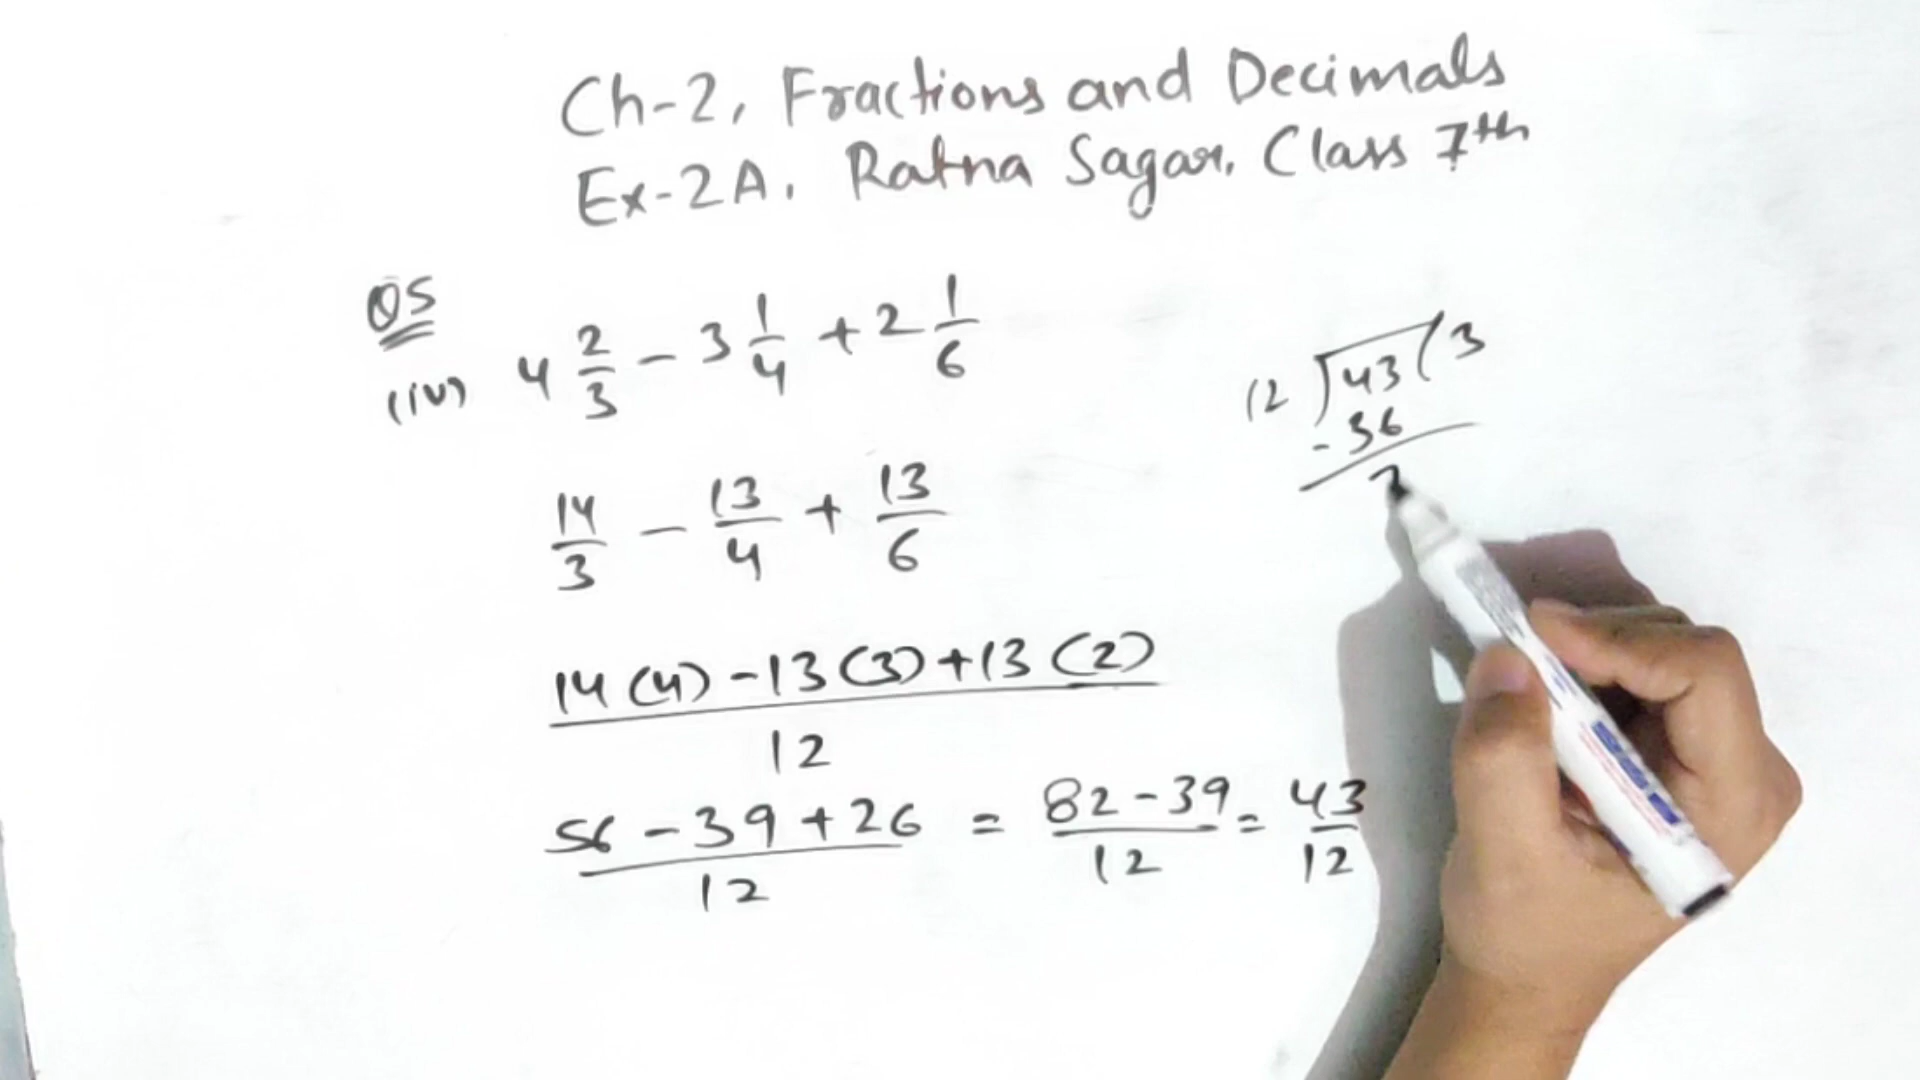 Ch-2, Fractions and Decimals
Ex-2A. Ratna Sagar. Class 7th
Q5
(iv) 4 2/3 - 3 1/4 + 2 1/6
14/3 - 13/4 + 13/6
14(4) - 13(3) + 13(2)
12
56 - 39 + 26 = 82 - 39 = 43
12 12 12
12 ) 43 ( 3
- 36